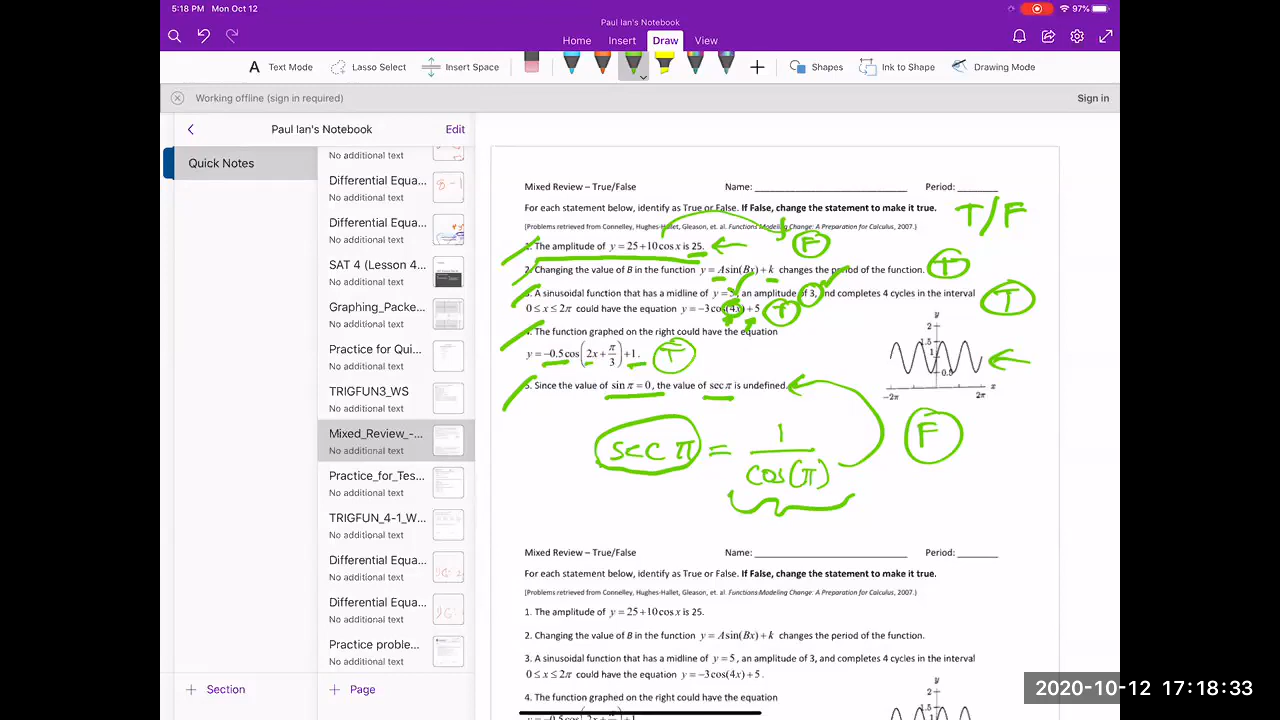 5:18 PM Mon Oct 12
97%
Paul Ian's Notebook
Home Insert Draw View
A Text Mode Lasso Select Insert Space Shapes Ink to Shape Drawing Mode
Working offline (sign in required) Sign in
Paul Ian's Notebook Edit
Quick Notes
No additional text
Differential Equa...
No additional text
Differential Equa...
No additional text
SAT 4 (Lesson 4...
No additional text
Graphing_Packe...
No additional text
Practice for Qui...
No additional text
TRIGFUN3_WS
No additional text
Mixed_Review_-...
No additional text
Practice_for_Tes...
No additional text
TRIGFUN_4-1_W...
No additional text
Differential Equa...
No additional text
Differential Equa...
No additional text
Practice proble...
No additional text
+ Section + Page
Mixed Review – True/False Name: Period:
For each statement below, identify as True or False. If False, change the statement to make it true.
T/F
[Problems retrieved from Connelley, Hughes-Hallet, Gleason, et. al. Functions Modeling Change: A Preparation for Calculus, 2007.}
1. The amplitude of y = 25+10cos x is 25. F
2. Changing the value of B in the function y = A sin(Bx)+k changes the period of the function. T
3. A sinusoidal function that has a midline of y=5, an amplitude of 3, and completes 4 cycles in the interval T
0 ≤ x ≤ 2π could have the equation y = −3cos(4x)+5 T
4. The function graphed on the right could have the equation
y = −0.5cos(2x + π/3)+1. T
y
2
1.5
1
0.5
−2π 2π x
5. Since the value of sin π = 0, the value of sec π is undefined.
F
sec π = 1/cos(π)
Mixed Review – True/False Name: Period:
For each statement below, identify as True or False. If False, change the statement to make it true.
[Problems retrieved from Connelley, Hughes-Hallet, Gleason, et. al. Functions Modeling Change: A Preparation for Calculus, 2007.}
1. The amplitude of y = 25+10cos x is 25.
2. Changing the value of B in the function y = A sin(Bx)+k changes the period of the function.
3. A sinusoidal function that has a midline of y=5, an amplitude of 3, and completes 4 cycles in the interval
0 ≤ x ≤ 2π could have the equation y = −3cos(4x)+5.
4. The function graphed on the right could have the equation
y
2
1.5
2020-10-12 17:18:33